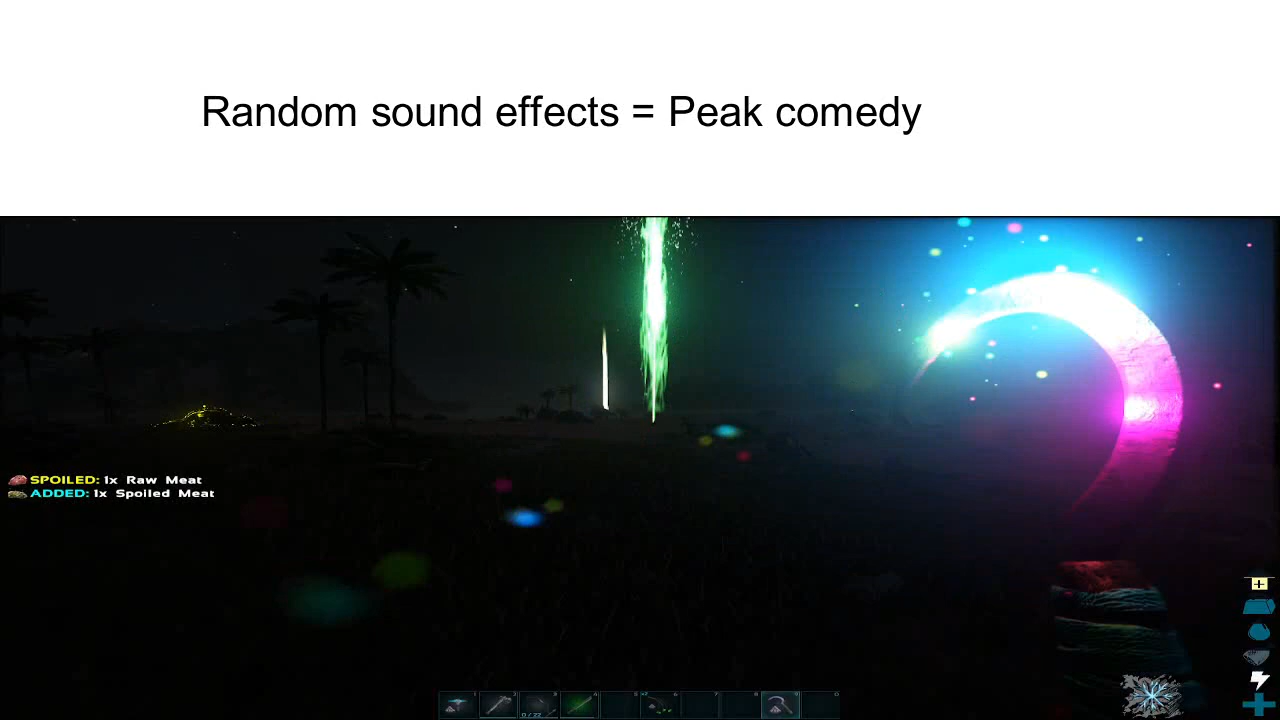 Random sound effects = Peak comedy
SPOILED: 1x Raw Meat
ADDED: 1x Spoiled Meat